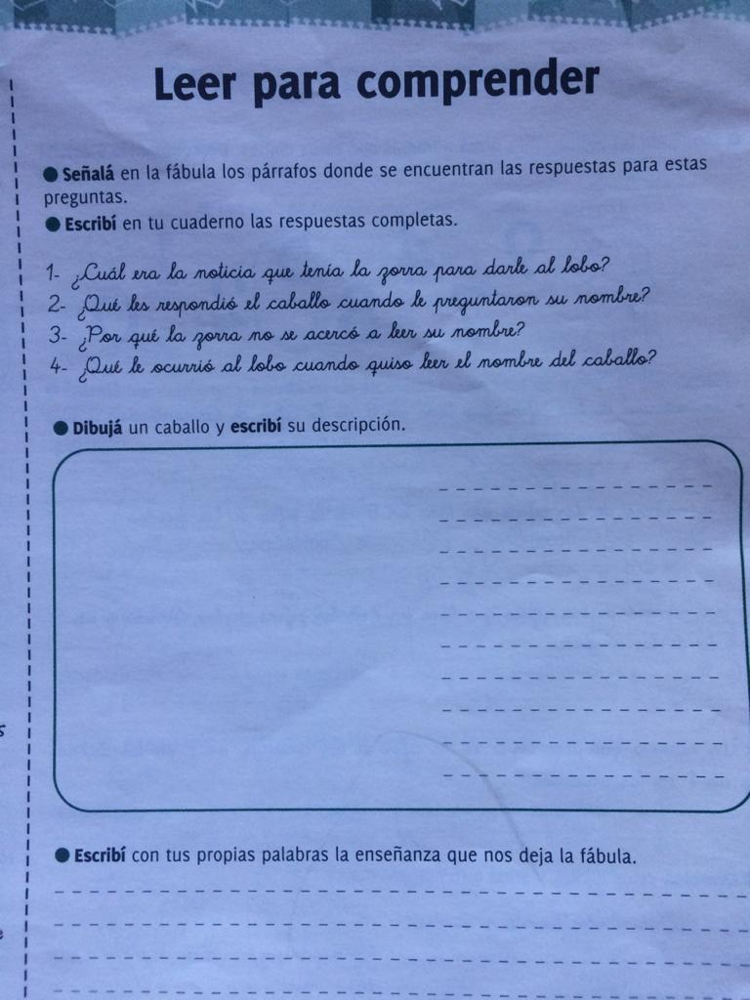 Leer para comprender
● Señalá en la fábula los párrafos donde se encuentran las respuestas para estas
preguntas.
● Escribí en tu cuaderno las respuestas completas.
1- ¿Cuál era la noticia que tenía la zorra para darle al lobo?
2- ¿Qué les respondió el caballo cuando le preguntaron su nombre?
3- ¿Por qué la zorra no se acercó a leer su nombre?
4- ¿Qué le ocurrió al lobo cuando quiso leer el nombre del caballo?
● Dibujá un caballo y escribí su descripción.
● Escribí con tus propias palabras la enseñanza que nos deja la fábula.